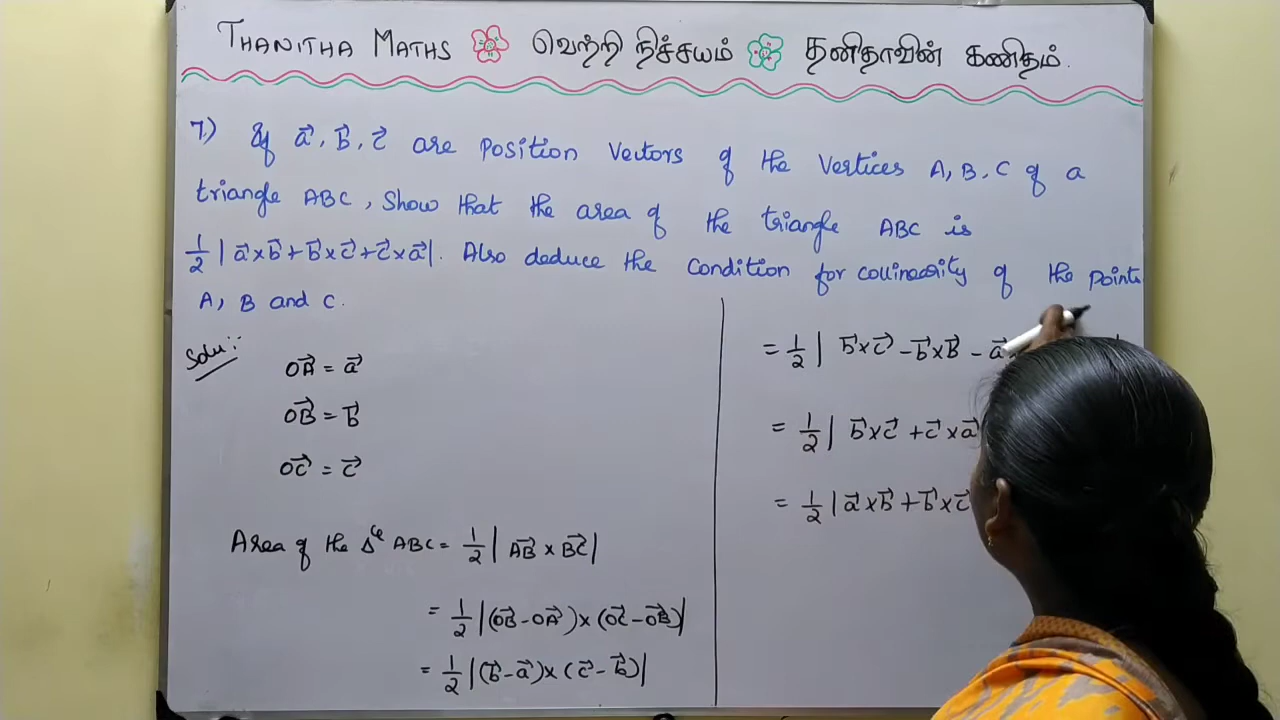 THANITHA MATHS வெற்றி நிச்சயம் தனிதாவின் கணிதம்.
7.) If a⃗, b⃗, c⃗ are position vectors of the vertices A, B, C of a
triangle ABC, show that the area of the triangle ABC is
1/2 | a⃗×b⃗ + b⃗×c⃗ + c⃗×a⃗|. Also deduce the condition for collinearity of the points
A, B and C.
Solu:-
OA⃗ = a⃗
OB⃗ = b⃗
OC⃗ = c⃗
Area of the Δle ABC = 1/2 | AB⃗ × BC⃗ |
= 1/2 |(OB⃗ - OA⃗) × (OC⃗ - OB⃗)|
= 1/2 |(b⃗ - a⃗) × (c⃗ - b⃗)|
= 1/2 | b⃗×c⃗ - b⃗×b⃗ - a⃗
= 1/2 | b⃗×c⃗ + c⃗×a⃗
= 1/2 | a⃗×b⃗ + b⃗×c⃗